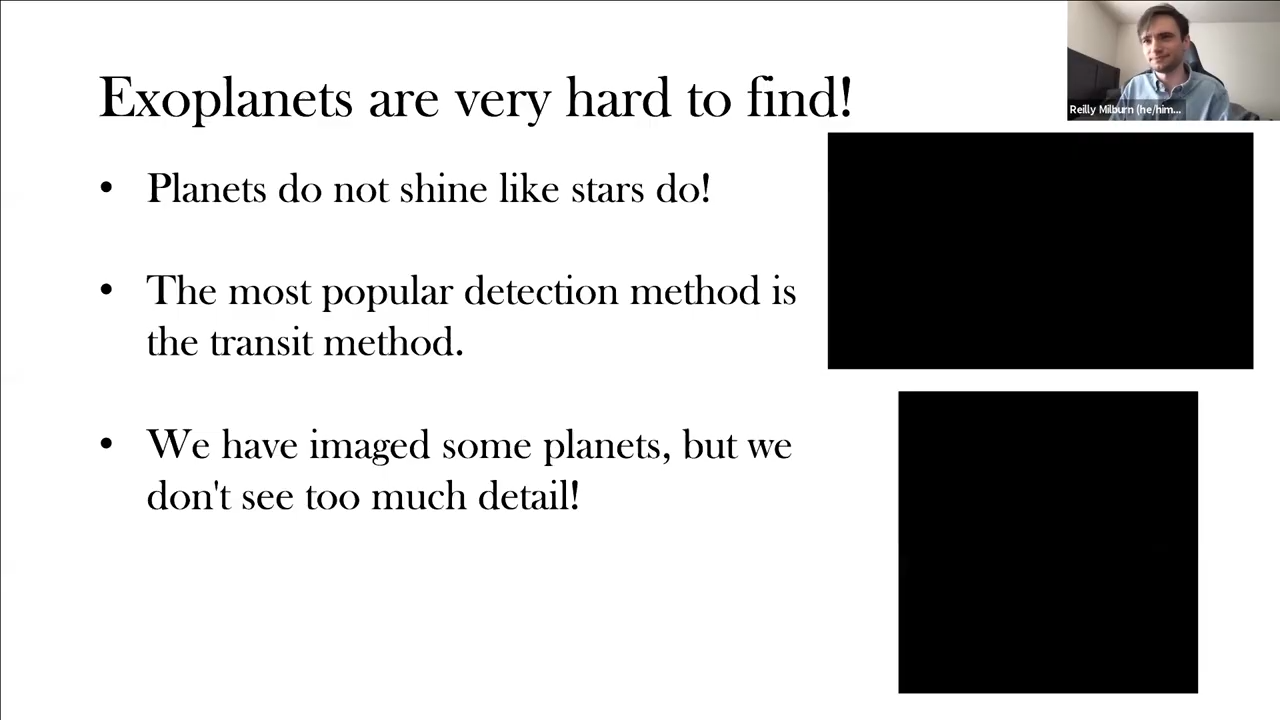 Exoplanets are very hard to find!
Reilly Milburn (he/him...
• Planets do not shine like stars do!
• The most popular detection method is
the transit method.
• We have imaged some planets, but we
don't see too much detail!